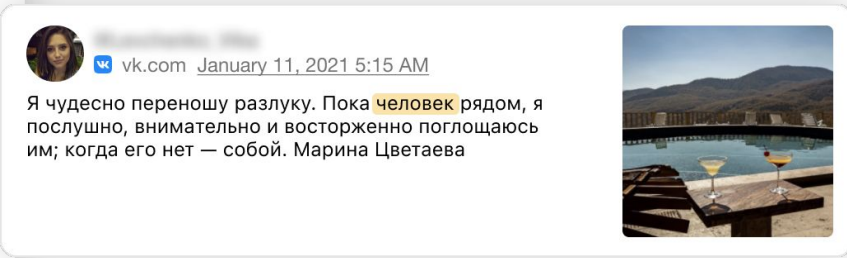 vk.com January 11, 2021 5:15 AM
Я чудесно переношу разлуку. Пока человек рядом, я
послушно, внимательно и восторженно поглощаюсь
им; когда его нет — собой. Марина Цветаева